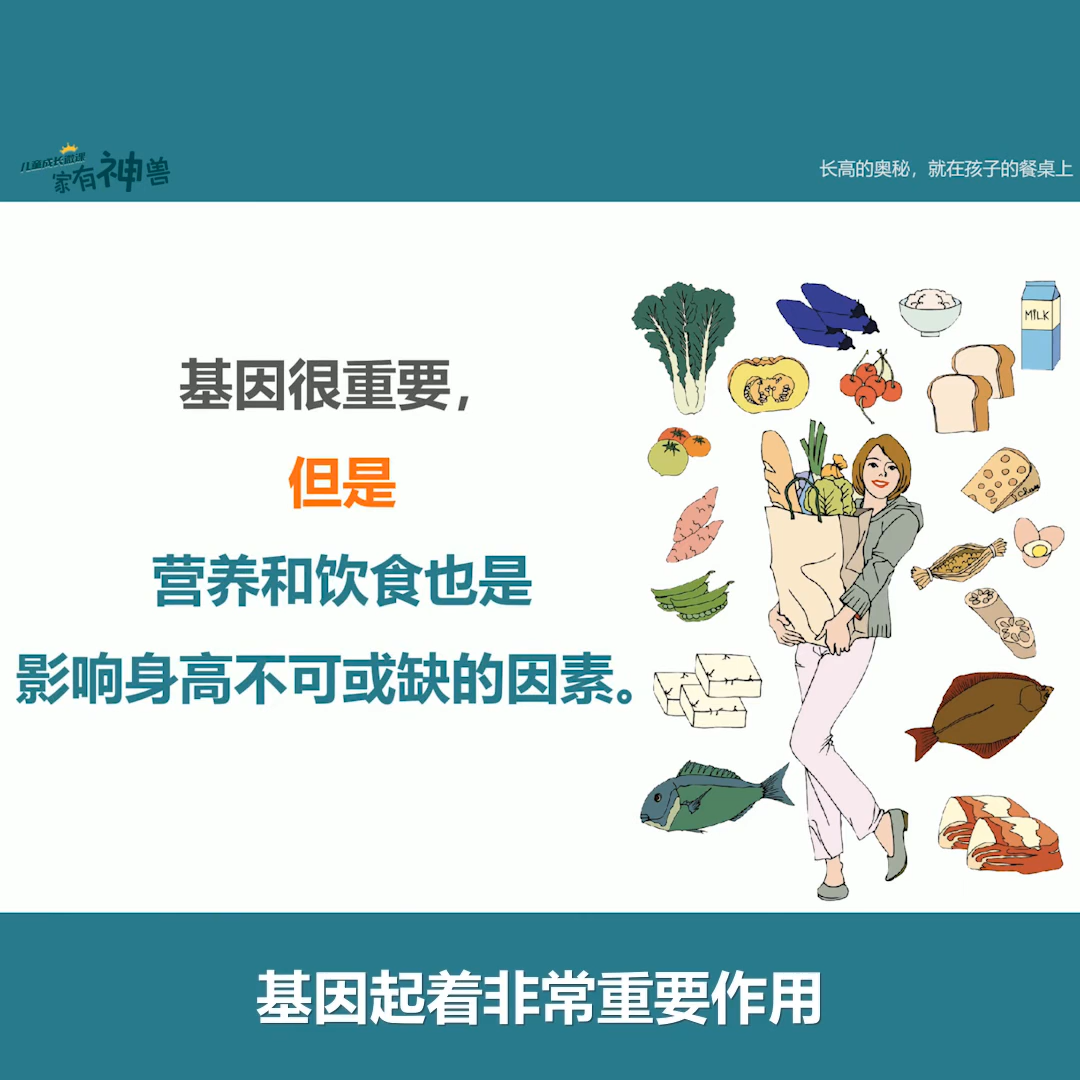 儿童成长微课
家有神兽
长高的奥秘，就在孩子的餐桌上
基因很重要，
但是
营养和饮食也是
影响身高不可或缺的因素。
MILK
基因起着非常重要作用